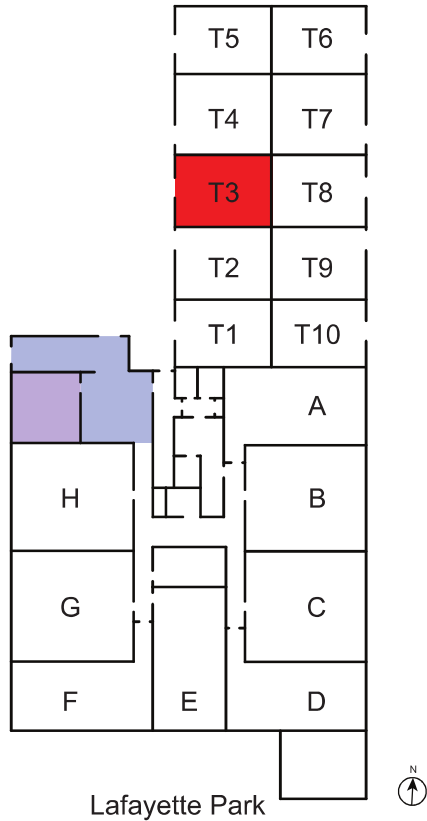 T5 T6
T4 T7
T3 T8
T2 T9
T1 T10
A
H B
G C
F E D
N
Lafayette Park